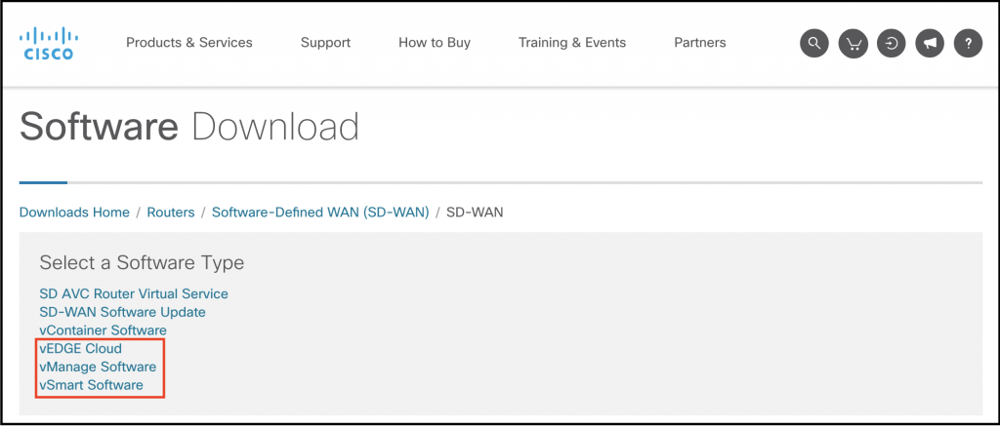 CISCO
Products & Services Support How to Buy Training & Events Partners ?
Software Download
Downloads Home / Routers / Software-Defined WAN (SD-WAN) / SD-WAN
Select a Software Type
SD AVC Router Virtual Service
SD-WAN Software Update
vContainer Software
vEDGE Cloud
vManage Software
vSmart Software